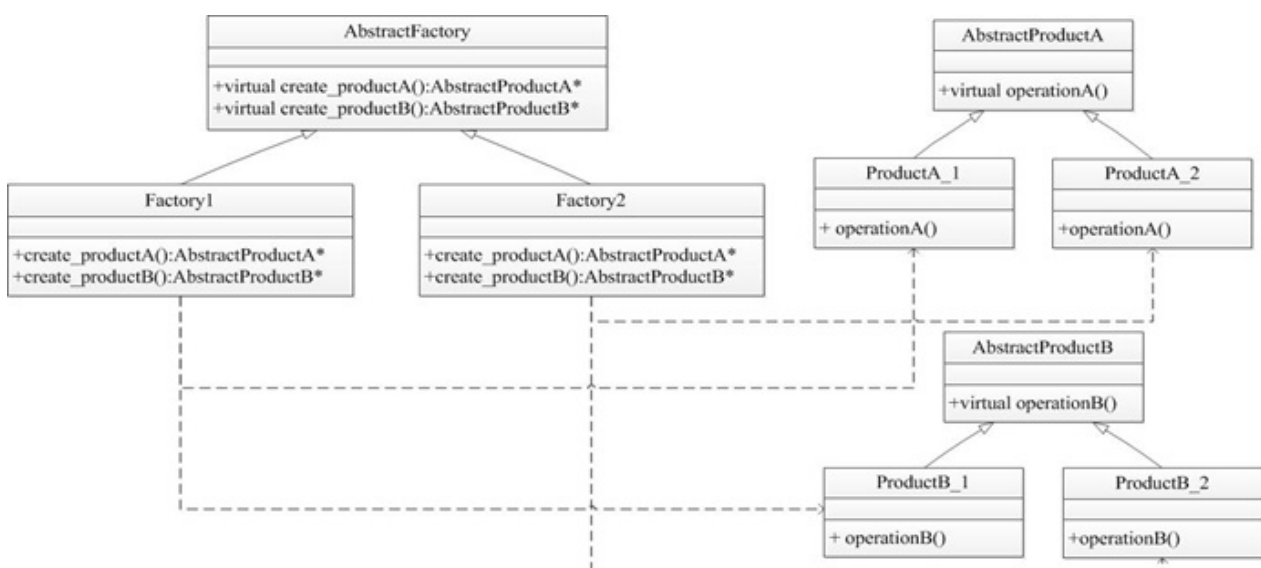 AbstractFactory
+virtual create_productA():AbstractProductA*
+virtual create_productB():AbstractProductB*
Factory1
+create_productA():AbstractProductA*
+create_productB():AbstractProductB*
Factory2
+create_productA():AbstractProductA*
+create_productB():AbstractProductB*
AbstractProductA
+virtual operationA()
ProductA_1
+ operationA()
ProductA_2
+operationA()
AbstractProductB
+virtual operationB()
ProductB_1
+ operationB()
ProductB_2
+operationB()